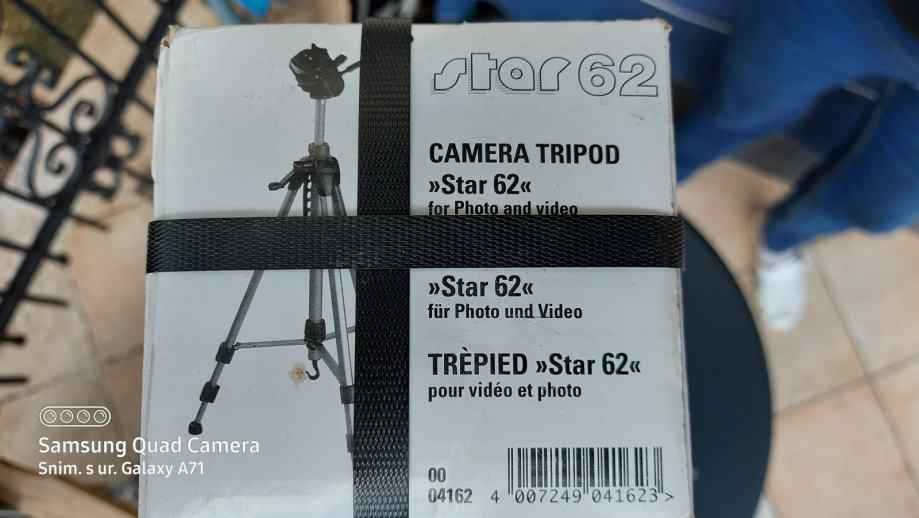 star 62
CAMERA TRIPOD
»Star 62«
for Photo and video
»Star 62«
für Photo und Video
TRÈPIED »Star 62«
pour vidéo et photo
00
04162
4 007249 041623 >
Samsung Quad Camera
Snim. s ur. Galaxy A71